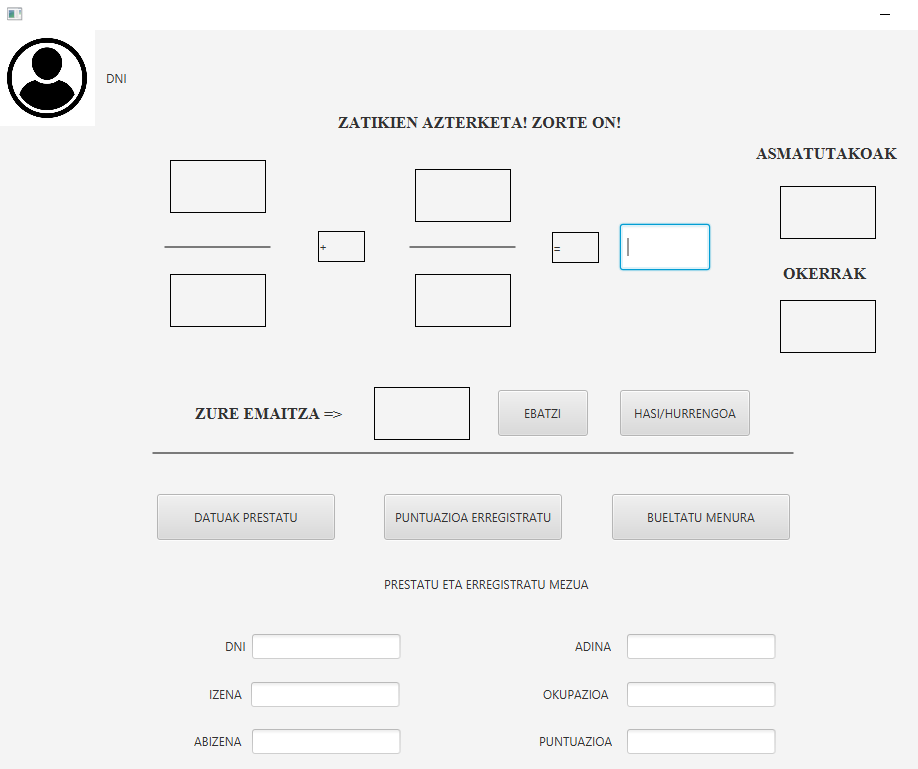 DNI
ZATIKIEN AZTERKETA! ZORTE ON!
ASMATUTAKOAK
+
=
OKERRAK
ZURE EMAITZA =>
EBATZI
HASI/HURRENGOA
DATUAK PRESTATU
PUNTUAZIOA ERREGISTRATU
BUELTATU MENURA
PRESTATU ETA ERREGISTRATU MEZUA
DNI
ADINA
IZENA
OKUPAZIOA
ABIZENA
PUNTUAZIOA